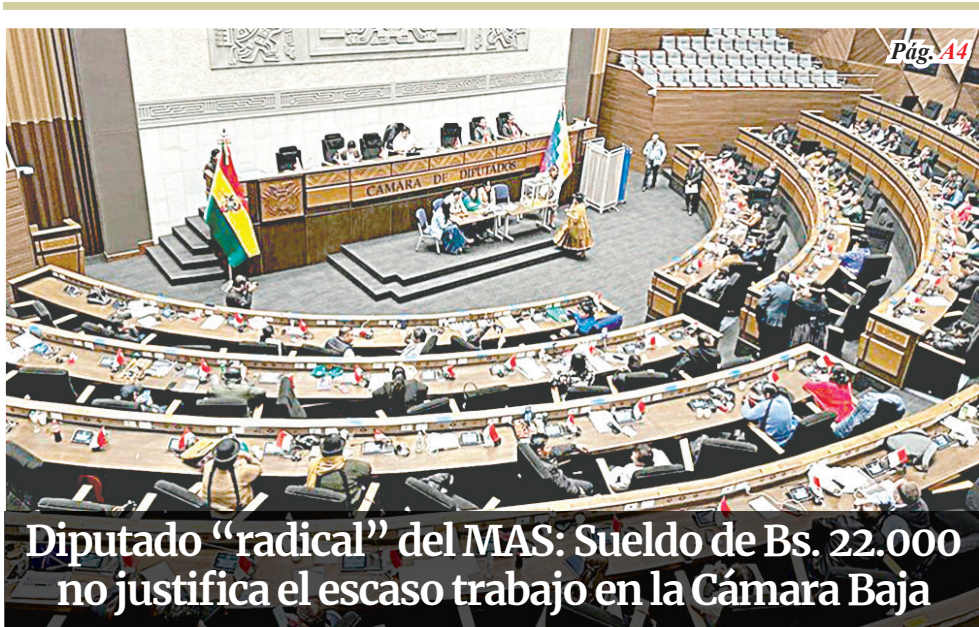 Pág. A4
CAMARA DE DIPUTADOS
Diputado “radical” del MAS: Sueldo de Bs. 22.000
no justifica el escaso trabajo en la Cámara Baja